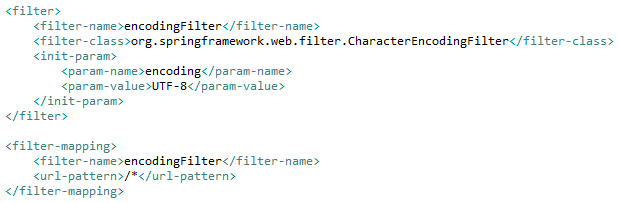 <filter>
    <filter-name>encodingFilter</filter-name>
    <filter-class>org.springframework.web.filter.CharacterEncodingFilter</filter-class>
    <init-param>
        <param-name>encoding</param-name>
        <param-value>UTF-8</param-value>
    </init-param>
</filter>

<filter-mapping>
    <filter-name>encodingFilter</filter-name>
    <url-pattern>/*</url-pattern>
</filter-mapping>